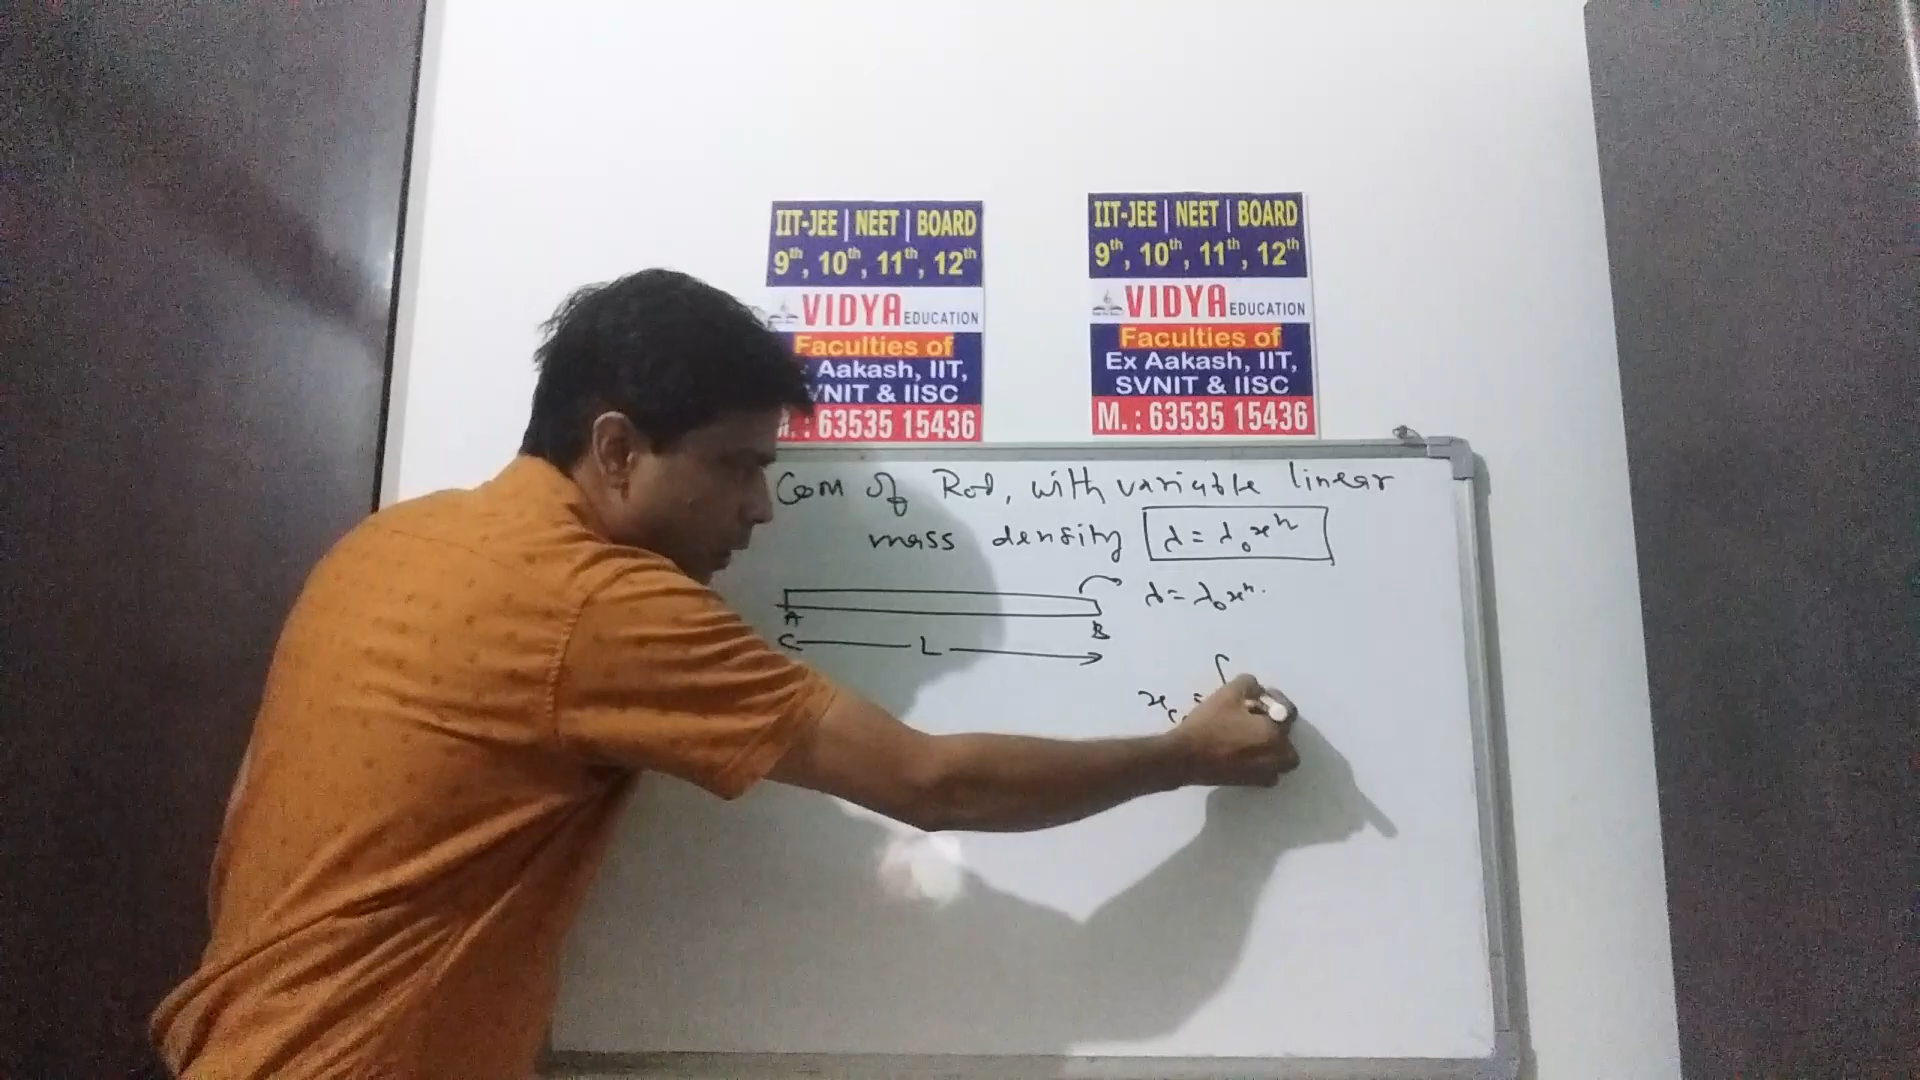 IIT-JEE | NEET | BOARD
9th, 10th, 11th, 12th
VIDYA EDUCATION
Faculties of
Aakash, IIT,
& IISC
: 63535 15436
IIT-JEE | NEET | BOARD
9th, 10th, 11th, 12th
VIDYA EDUCATION
Faculties of
Ex Aakash, IIT,
SVNIT & IISC
M. : 63535 15436
Com of Rod, with variable linear
mass density λ = λ₀xⁿ
λ = λ₀xⁿ.
A B
L
x =